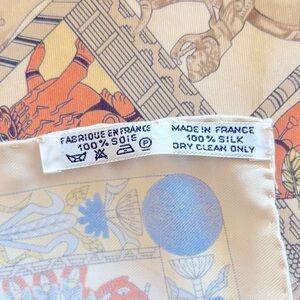 FABRIQUE EN FRANCE
100% SOIE
P
MADE IN FRANCE
100% SILK
DRY CLEAN ONLY